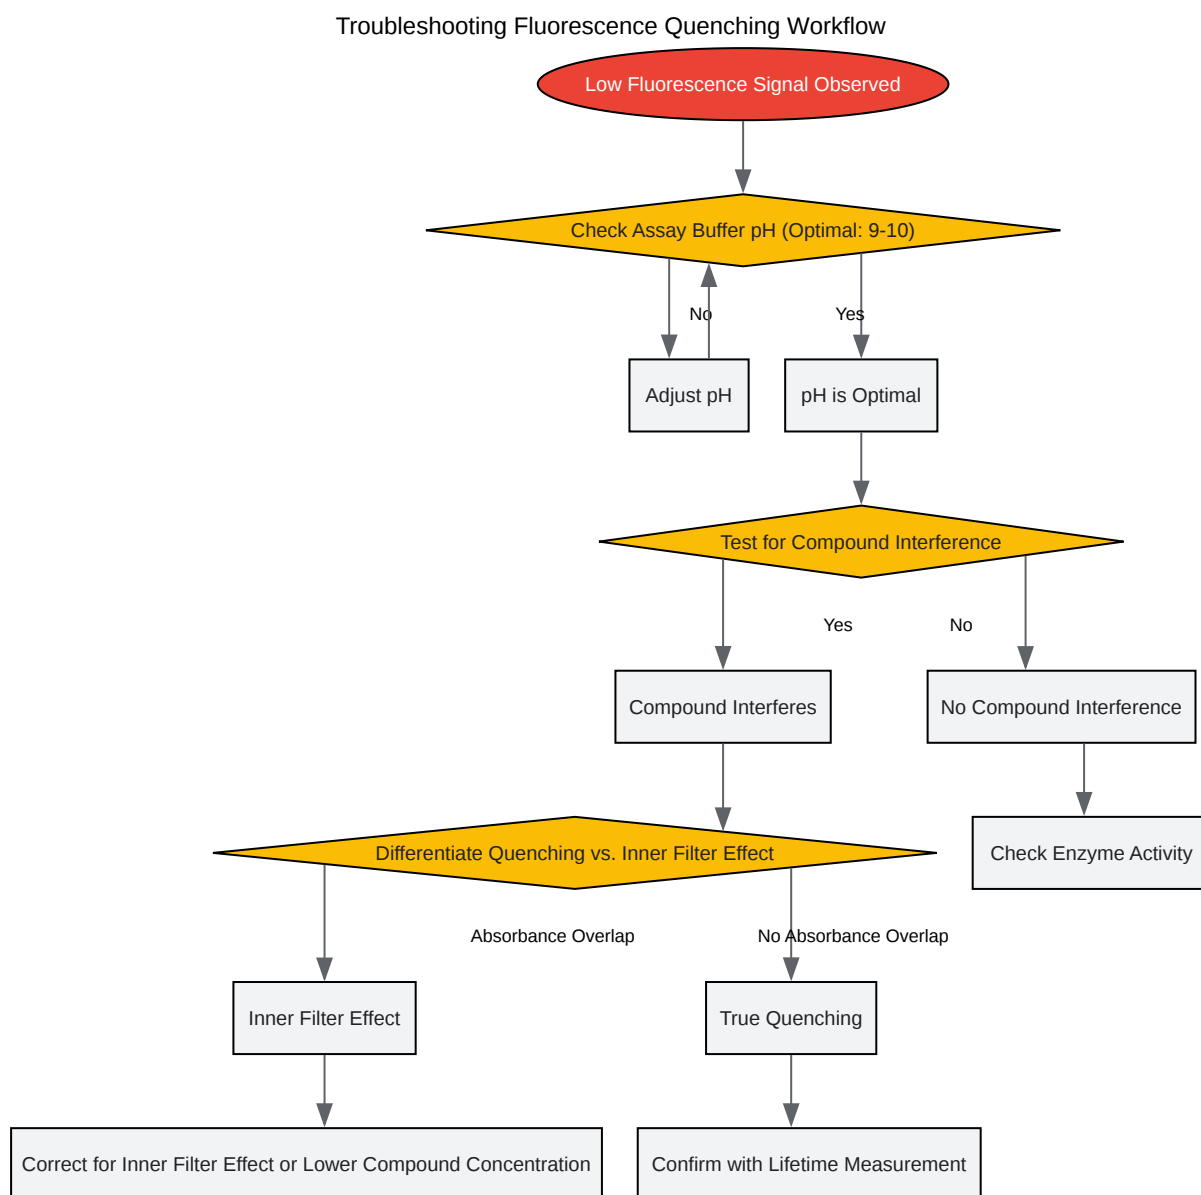 Troubleshooting Fluorescence Quenching Workflow
Low Fluorescence Signal Observed
Check Assay Buffer pH (Optimal: 9-10)
No
Yes
Adjust pH
pH is Optimal
Test for Compound Interference
Yes
No
Compound Interferes
No Compound Interference
Differentiate Quenching vs. Inner Filter Effect
Check Enzyme Activity
Absorbance Overlap
No Absorbance Overlap
Inner Filter Effect
True Quenching
Correct for Inner Filter Effect or Lower Compound Concentration
Confirm with Lifetime Measurement